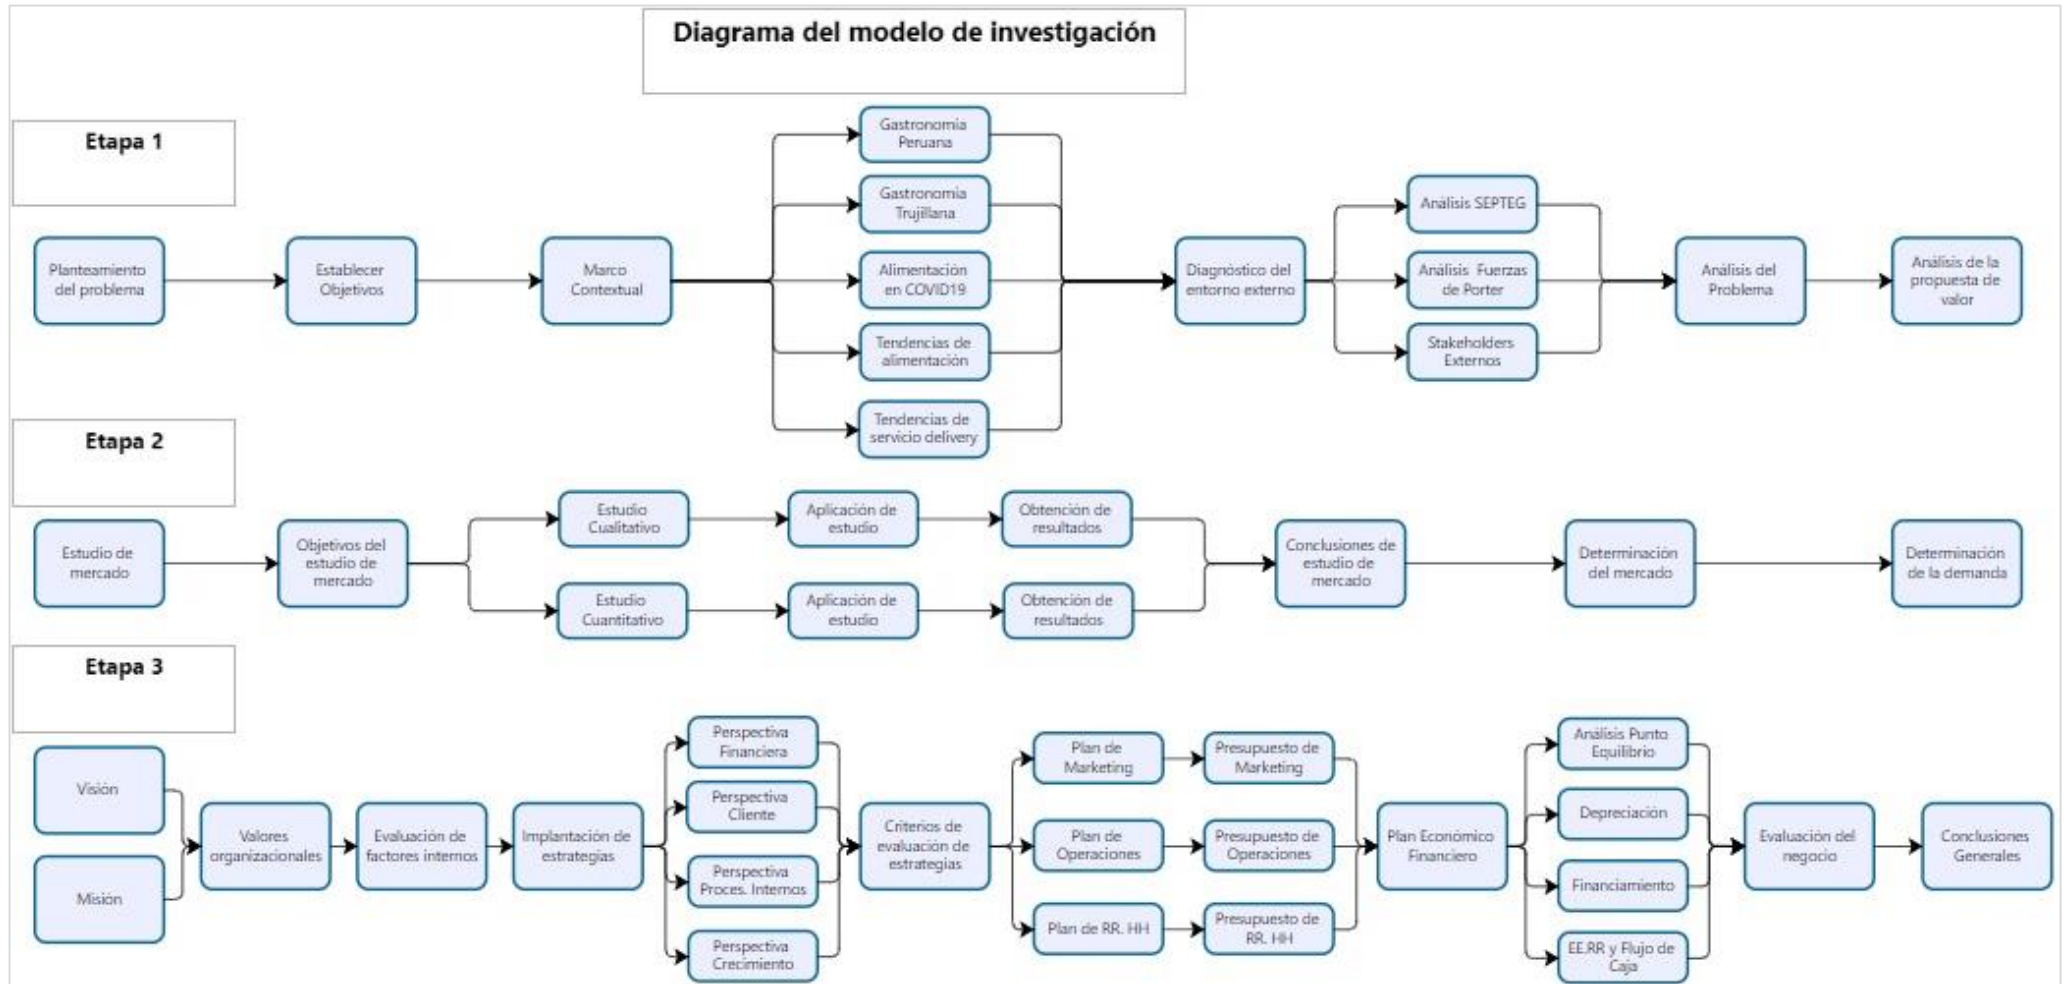 Diagrama del modelo de investigación
Etapa 1
Planteamiento
del problema
Establecer
Objetivos
Marco
Contextual
Gastronomía
Peruana
Gastronomía
Trujillana
Alimentación
en COVID19
Tendencias de
alimentación
Tendencias de
servicio delivery
Diagnóstico del
entorno externo
Análisis SEPTEG
Análisis Fuerzas
de Porter
Stakeholders
Externos
Análisis del
Problema
Análisis de la
propuesta de
valor
Etapa 2
Estudio de
mercado
Objetivos del
estudio de
mercado
Estudio
Cualitativo
Aplicación de
estudio
Obtención de
resultados
Estudio
Cuantitativo
Aplicación de
estudio
Obtención de
resultados
Conclusiones de
estudio de
mercado
Determinación
del mercado
Determinación
de la demanda
Etapa 3
Visión
Misión
Valores
organizacionales
Evaluación de
factores internos
Implantación de
estrategias
Perspectiva
Financiera
Perspectiva
Cliente
Perspectiva
Proces. Internos
Perspectiva
Crecimiento
Criterios de
evaluación de
estrategias
Plan de
Marketing
Presupuesto de
Marketing
Plan de
Operaciones
Presupuesto de
Operaciones
Plan de RR. HH
Presupuesto de
RR. HH
Plan Económico
Financiero
Análisis Punto
Equilibrio
Depreciación
Financiamiento
EE.RR y Flujo de
Caja
Evaluación del
negocio
Conclusiones
Generales